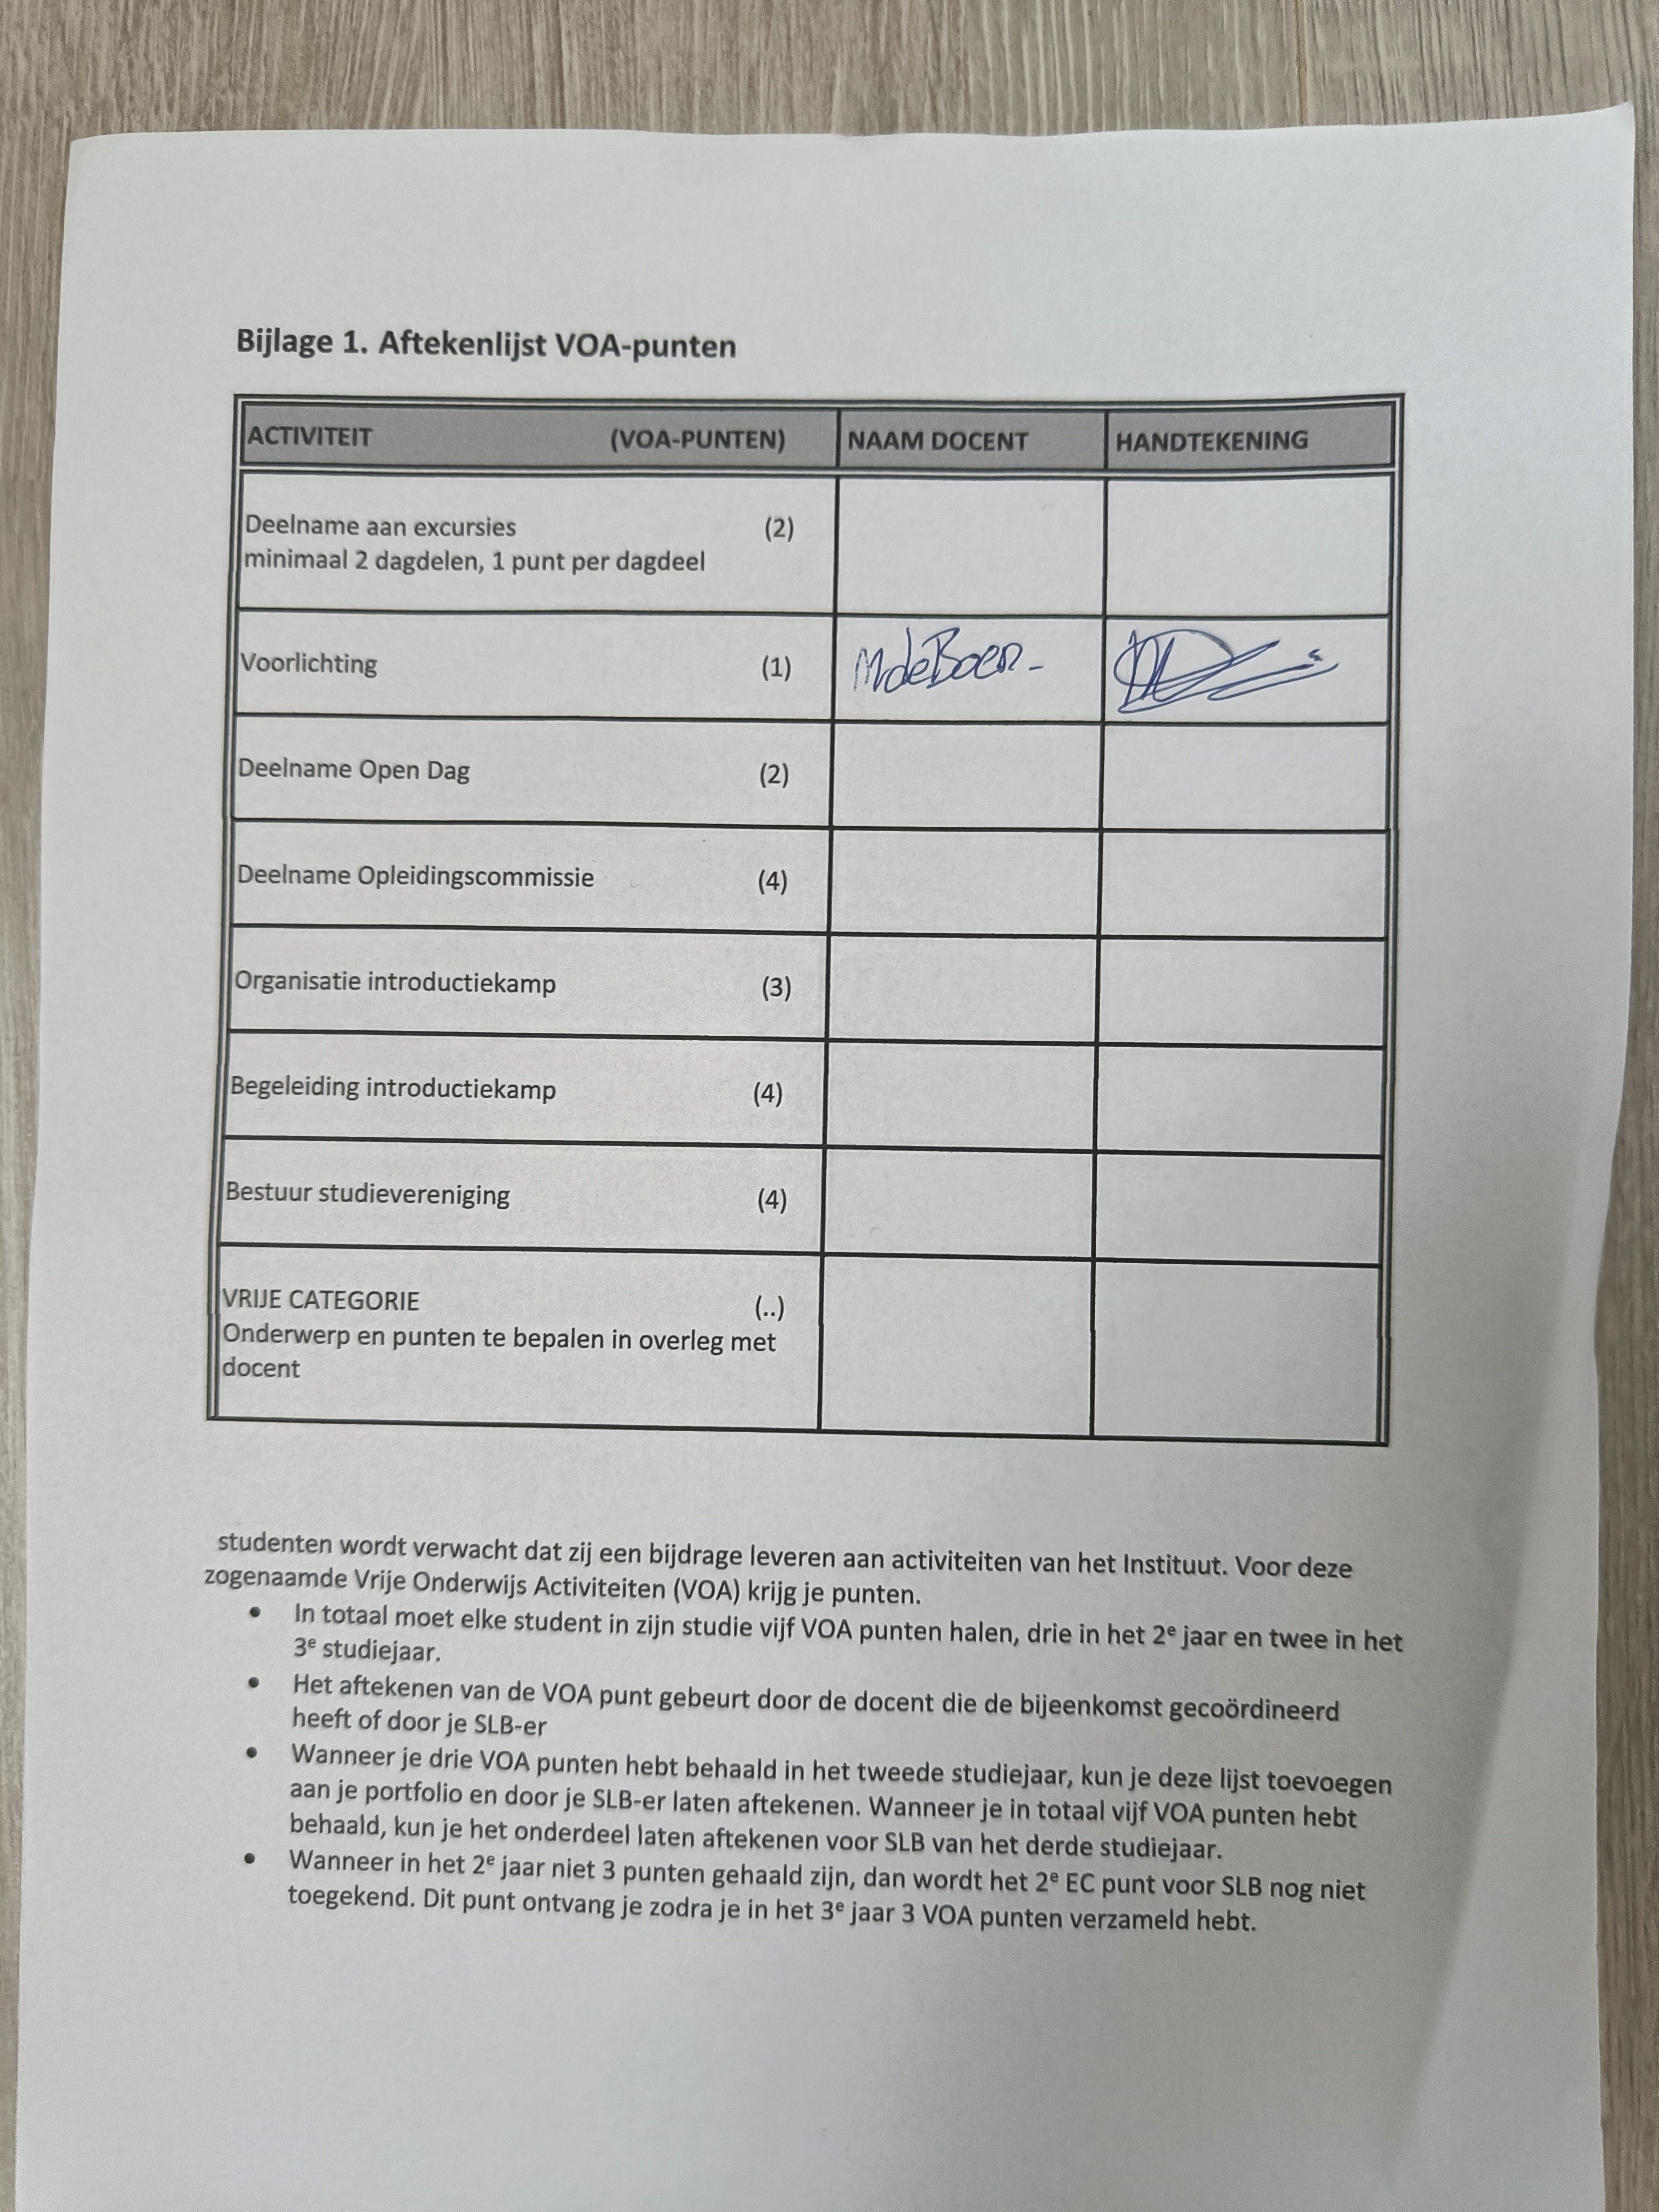 Bijlage 1. Aftekenlijst VOA-punten
ACTIVITEIT (VOA-PUNTEN) NAAM DOCENT HANDTEKENING
Deelname aan excursies (2)
minimaal 2 dagdelen, 1 punt per dagdeel
Voorlichting (1) M de Boer
Deelname Open Dag (2)
Deelname Opleidingscommissie (4)
Organisatie introductiekamp (3)
Begeleiding introductiekamp (4)
Bestuur studievereniging (4)
VRIJE CATEGORIE (..)
Onderwerp en punten te bepalen in overleg met
docent
studenten wordt verwacht dat zij een bijdrage leveren aan activiteiten van het Instituut. Voor deze
zogenaamde Vrije Onderwijs Activiteiten (VOA) krijg je punten.
• In totaal moet elke student in zijn studie vijf VOA punten halen, drie in het 2e jaar en twee in het
3e studiejaar.
• Het aftekenen van de VOA punt gebeurt door de docent die de bijeenkomst gecoördineerd
heeft of door je SLB-er
• Wanneer je drie VOA punten hebt behaald in het tweede studiejaar, kun je deze lijst toevoegen
aan je portfolio en door je SLB-er laten aftekenen. Wanneer je in totaal vijf VOA punten hebt
behaald, kun je het onderdeel laten aftekenen voor SLB van het derde studiejaar.
• Wanneer in het 2e jaar niet 3 punten gehaald zijn, dan wordt het 2e EC punt voor SLB nog niet
toegekend. Dit punt ontvang je zodra je in het 3e jaar 3 VOA punten verzameld hebt.